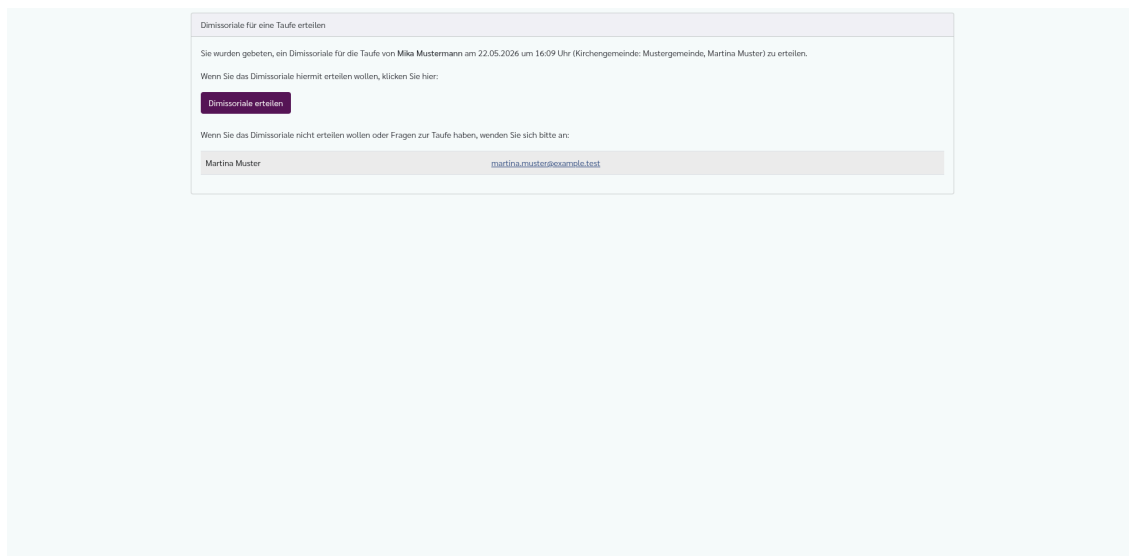 Dimissoriale für eine Taufe erteilen
Sie wurden gebeten, ein Dimissoriale für die Taufe von Mika Mustermann am 22.05.2026 um 16:09 Uhr (Kirchengemeinde: Mustergemeinde, Martina Muster) zu erteilen.
Wenn Sie das Dimissoriale hiermit erteilen wollen, klicken Sie hier:
Dimissoriale erteilen
Wenn Sie das Dimissoriale nicht erteilen wollen oder Fragen zur Taufe haben, wenden Sie sich bitte an:
Martina Muster martina.muster@example.test